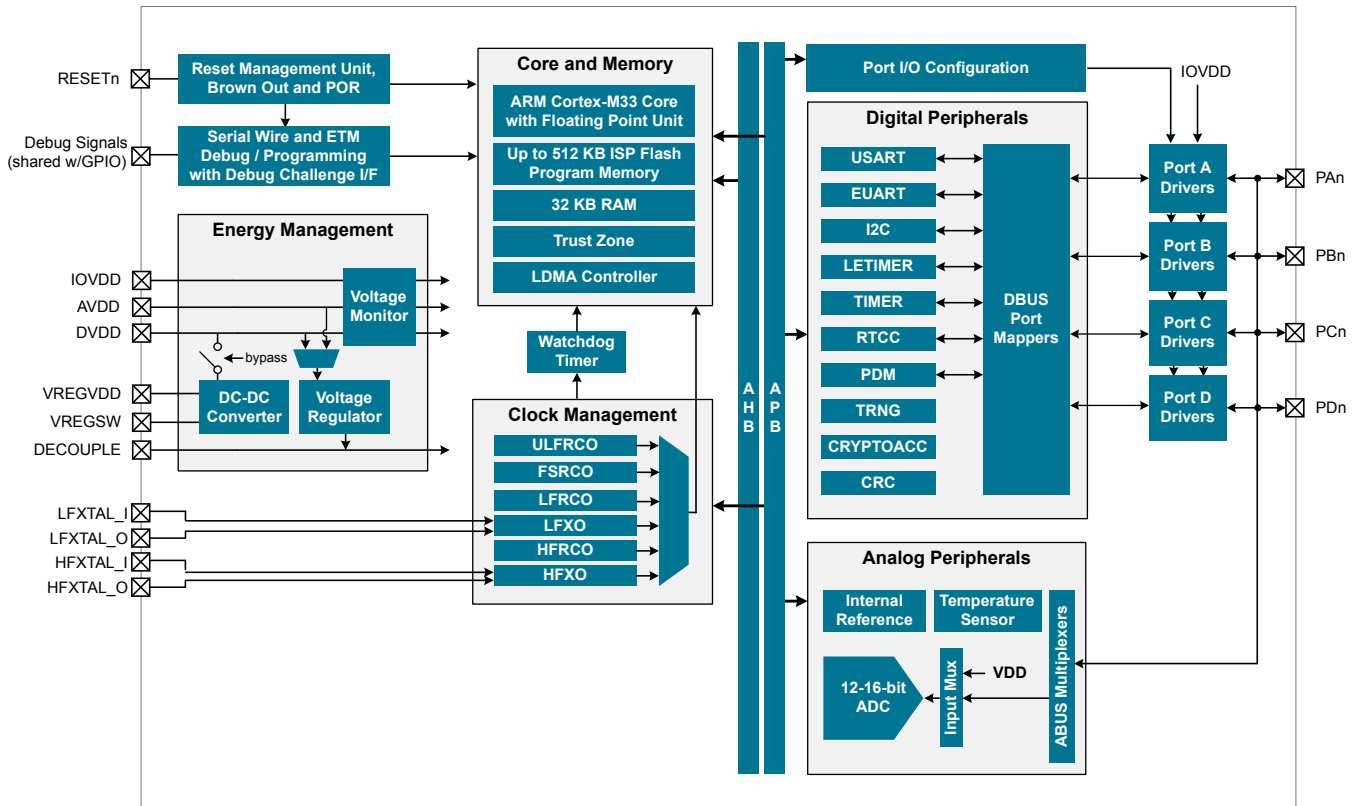 RESETn
Debug Signals
(shared w/GPIO)
Reset Management Unit,
Brown Out and POR
Serial Wire and ETM
Debug / Programming
with Debug Challenge I/F
Energy Management
IOVDD
AVDD
DVDD
VREGVDD
VREGSW
DECOUPLE
Voltage
Monitor
bypass
DC-DC
Converter
Voltage
Regulator
LFXTAL_I
LFXTAL_O
HFXTAL_I
HFXTAL_O
Core and Memory
ARM Cortex-M33 Core
with Floating Point Unit
Up to 512 KB ISP Flash
Program Memory
32 KB RAM
Trust Zone
LDMA Controller
Watchdog
Timer
Clock Management
ULFRCO
FSRCO
LFRCO
LFXO
HFRCO
HFXO
AHB
APB
Port I/O Configuration
IOVDD
Digital Peripherals
USART
EUART
I2C
LETIMER
TIMER
RTCC
PDM
TRNG
CRYPTOACC
CRC
DBUS
Port
Mappers
Port A
Drivers
Port B
Drivers
Port C
Drivers
Port D
Drivers
PAn
PBn
PCn
PDn
Analog Peripherals
Internal
Reference
Temperature
Sensor
12-16-bit
ADC
Input Mux
VDD
ABUS Multiplexers